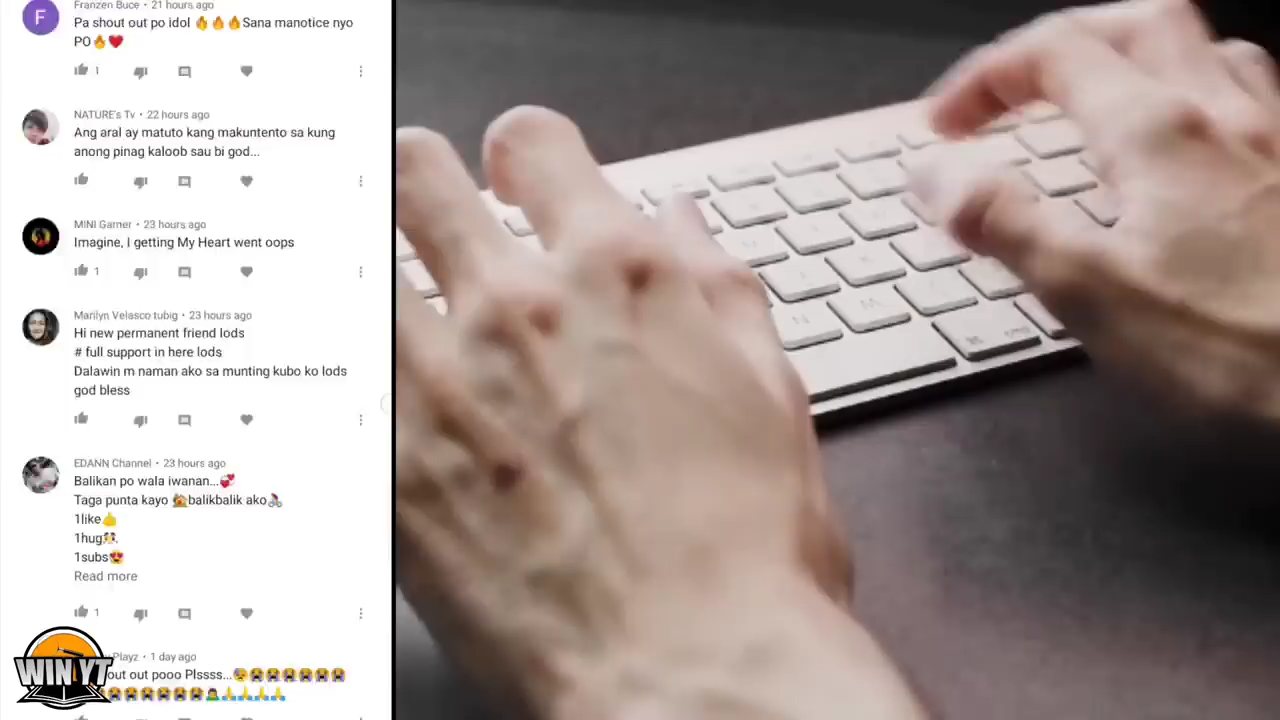 Franzen Buce • 21 hours ago
Pa shout out po idol 🔥🔥🔥Sana manotice nyo
PO🔥❤️
1
NATURE's Tv • 22 hours ago
Ang aral ay matuto kang makuntento sa kung
anong pinag kaloob sau bi god...
MINI Gamer • 23 hours ago
Imagine, I getting My Heart went oops
1
Marilyn Velasco tubig • 23 hours ago
Hi new permanent friend lods
# full support in here lods
Dalawin m naman ako sa munting kubo ko lods
god bless
EDANN Channel • 23 hours ago
Balikan po wala iwanan...💞
Taga punta kayo 🏠balikbalik ako🚴
1like👍
1hug👯
1subs😍
Read more
1
Playz • 1 day ago
out out pooo Plssss...😥😭😭😭😭😭😭
😭😭😭😭😭😭🙇‍♂️🙏🙏🙏🙏
WIN YT
F
N
M
cmd